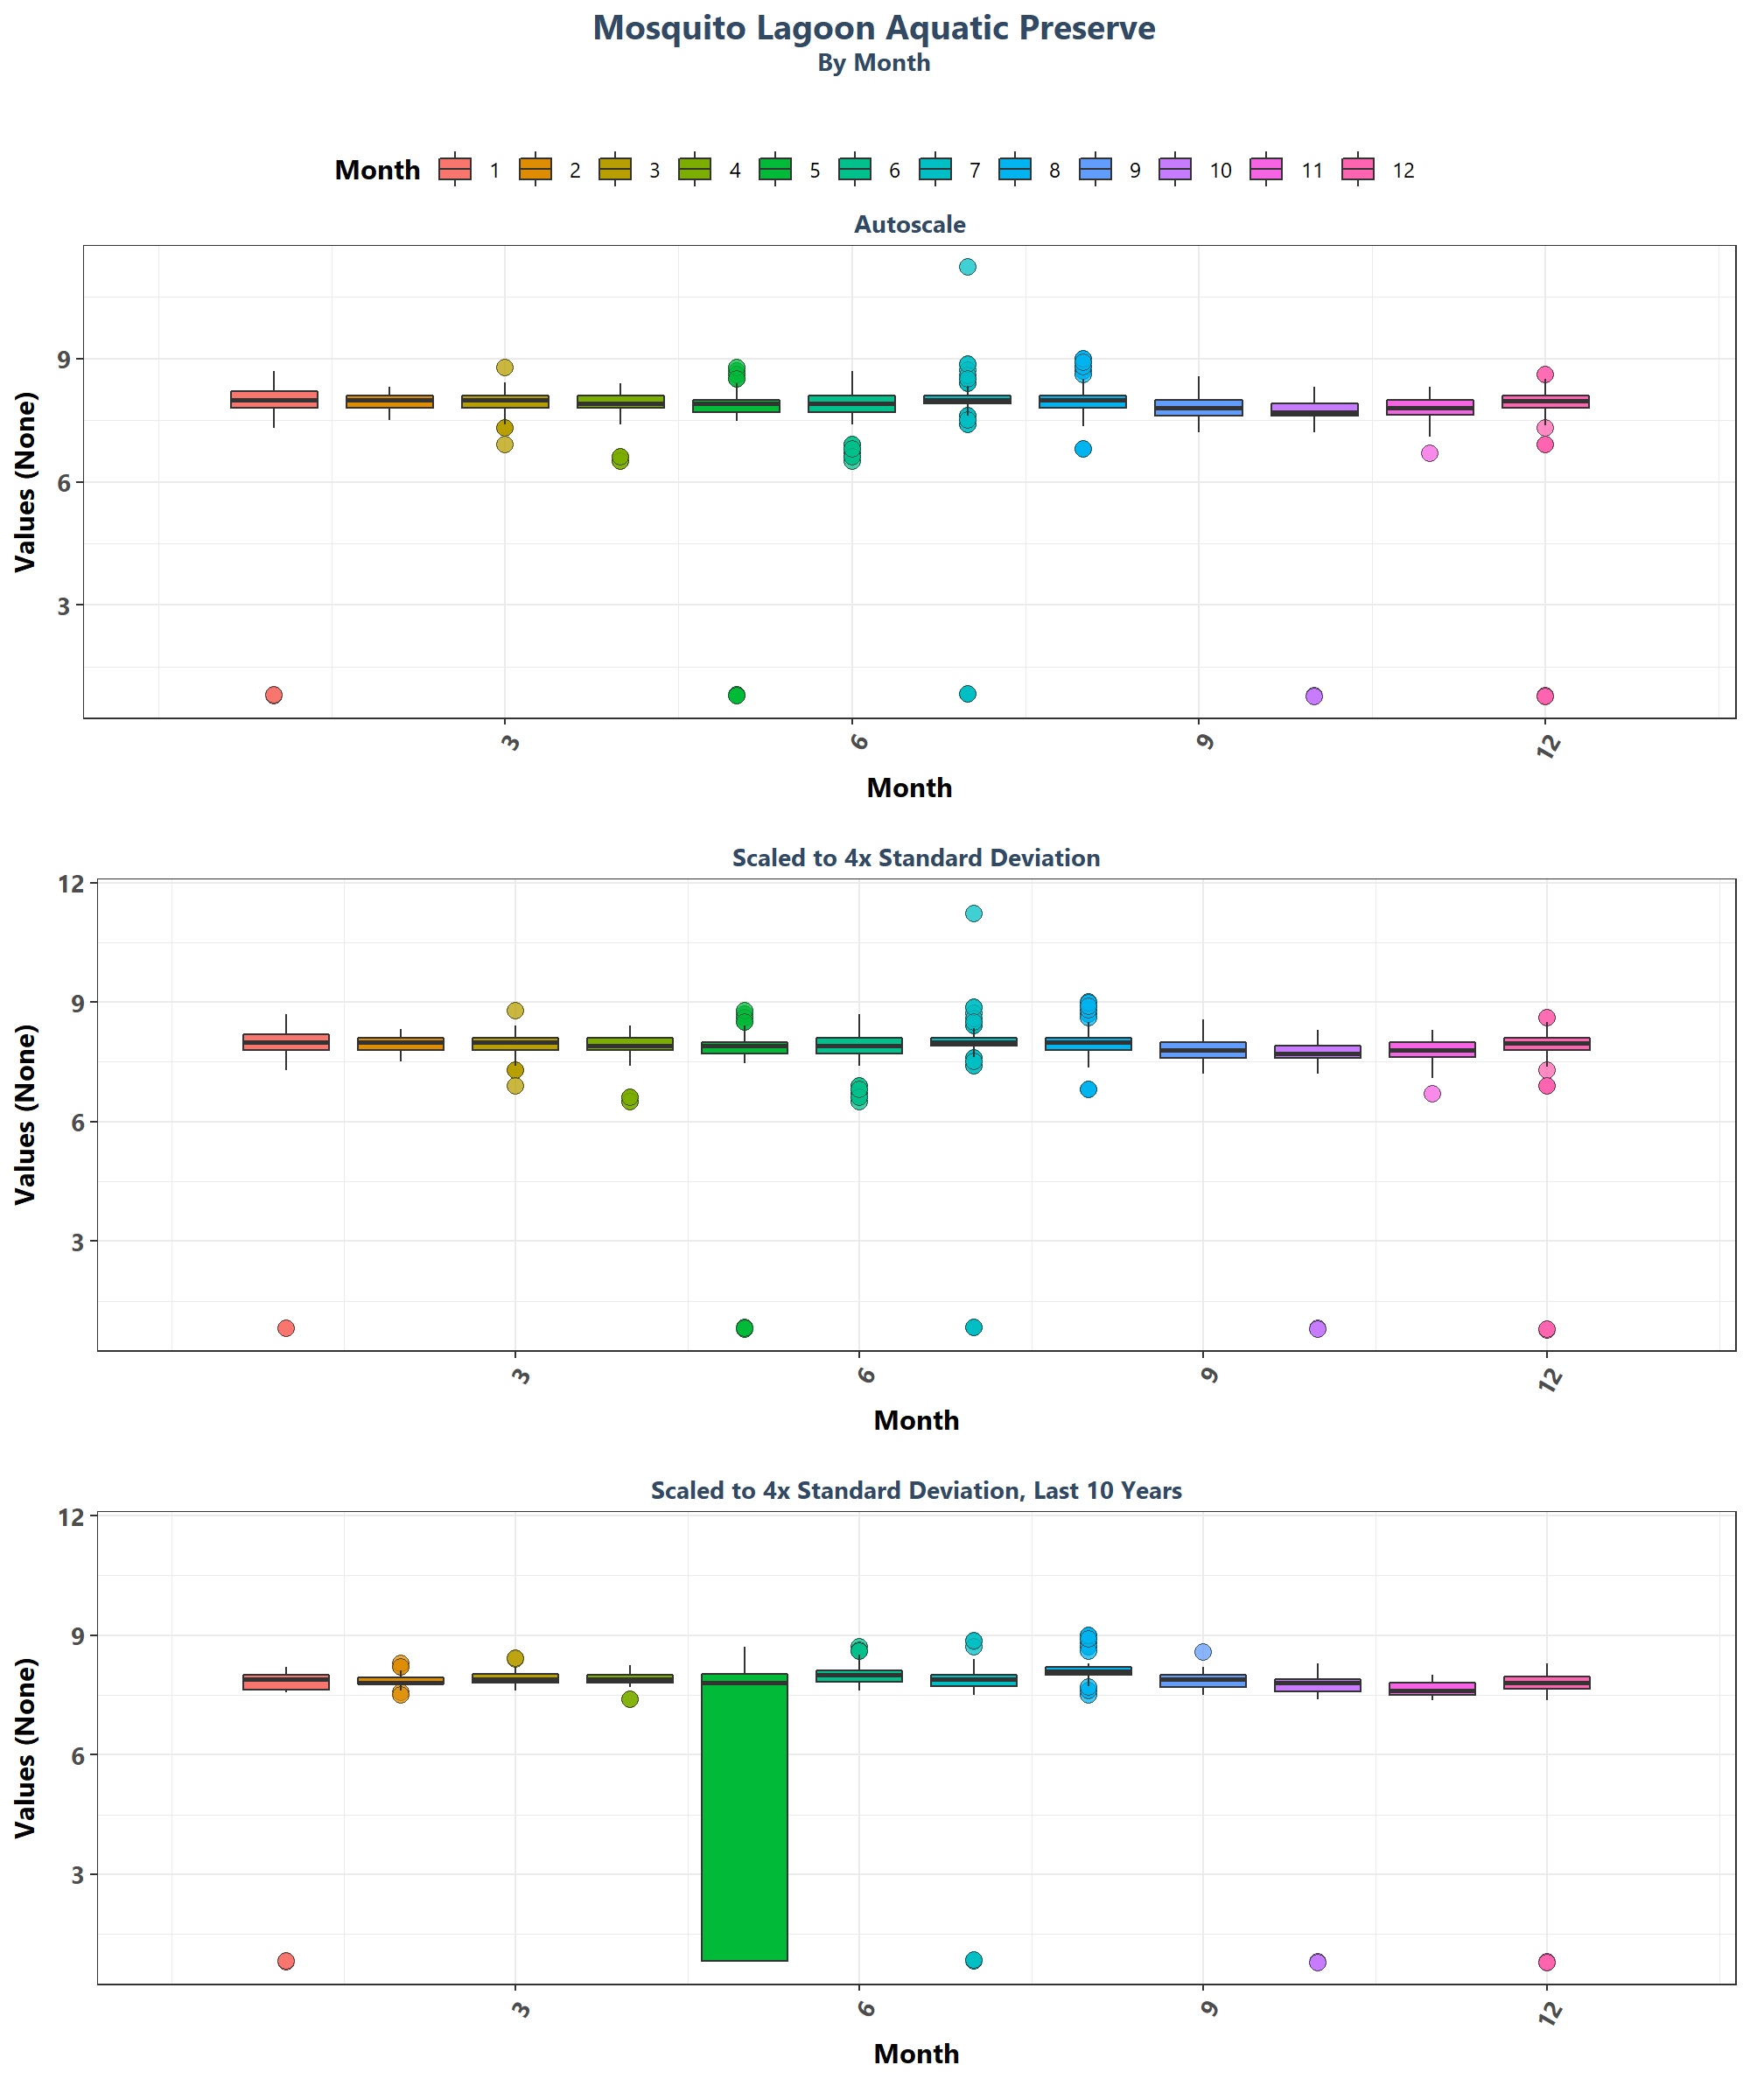 Mosquito Lagoon Aquatic Preserve
By Month
Month 1 2 3 4 5 6 7 8 9 10 11 12
Autoscale
Values (None)
9
6
3
3 6 9 12
Month
Scaled to 4x Standard Deviation
Values (None)
12
9
6
3
3 6 9 12
Month
Scaled to 4x Standard Deviation, Last 10 Years
Values (None)
12
9
6
3
3 6 9 12
Month